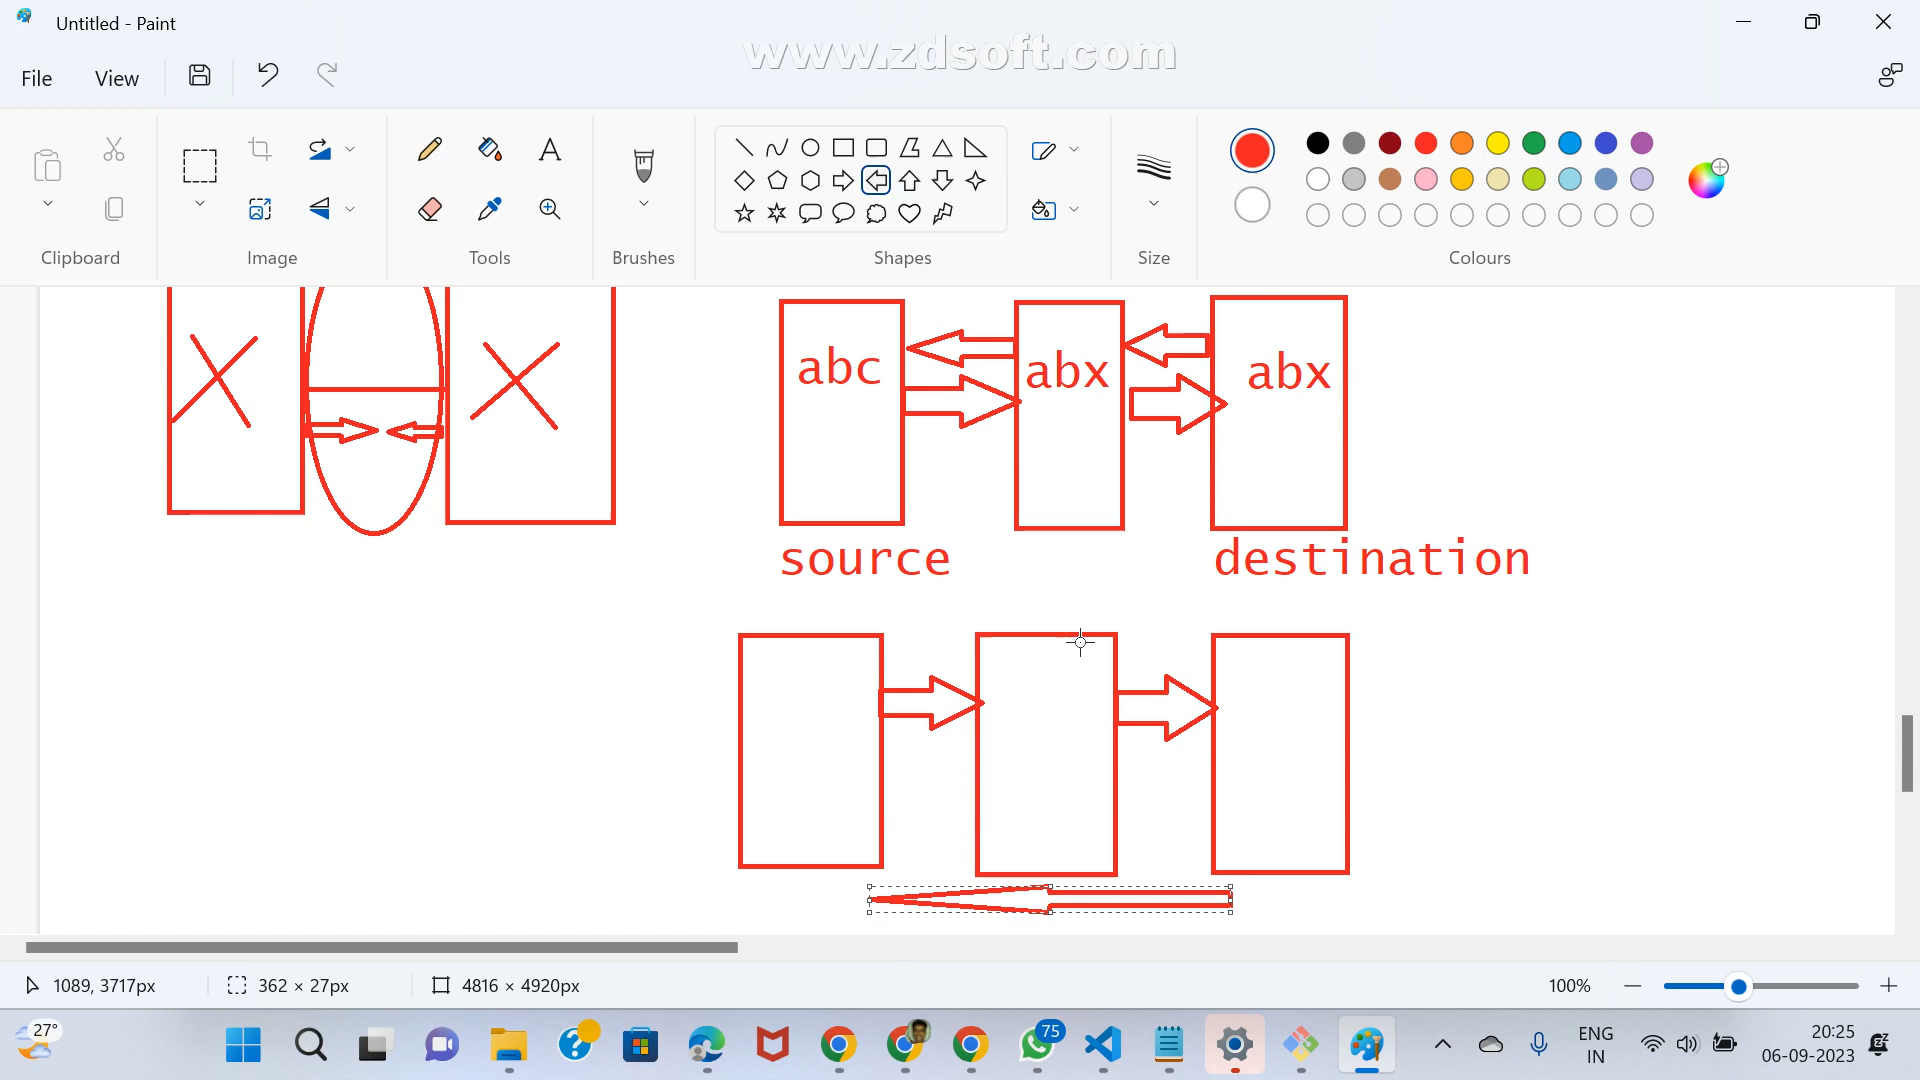 Untitled - Paint
www.zdsoft.com
File
View
Clipboard
Image
Tools
Brushes
Shapes
Size
Colours
abc
abx
abx
source
destination
1089, 3717px
362 × 27px
4816 × 4920px
100%
27°
75
ENG
IN
20:25
06-09-2023